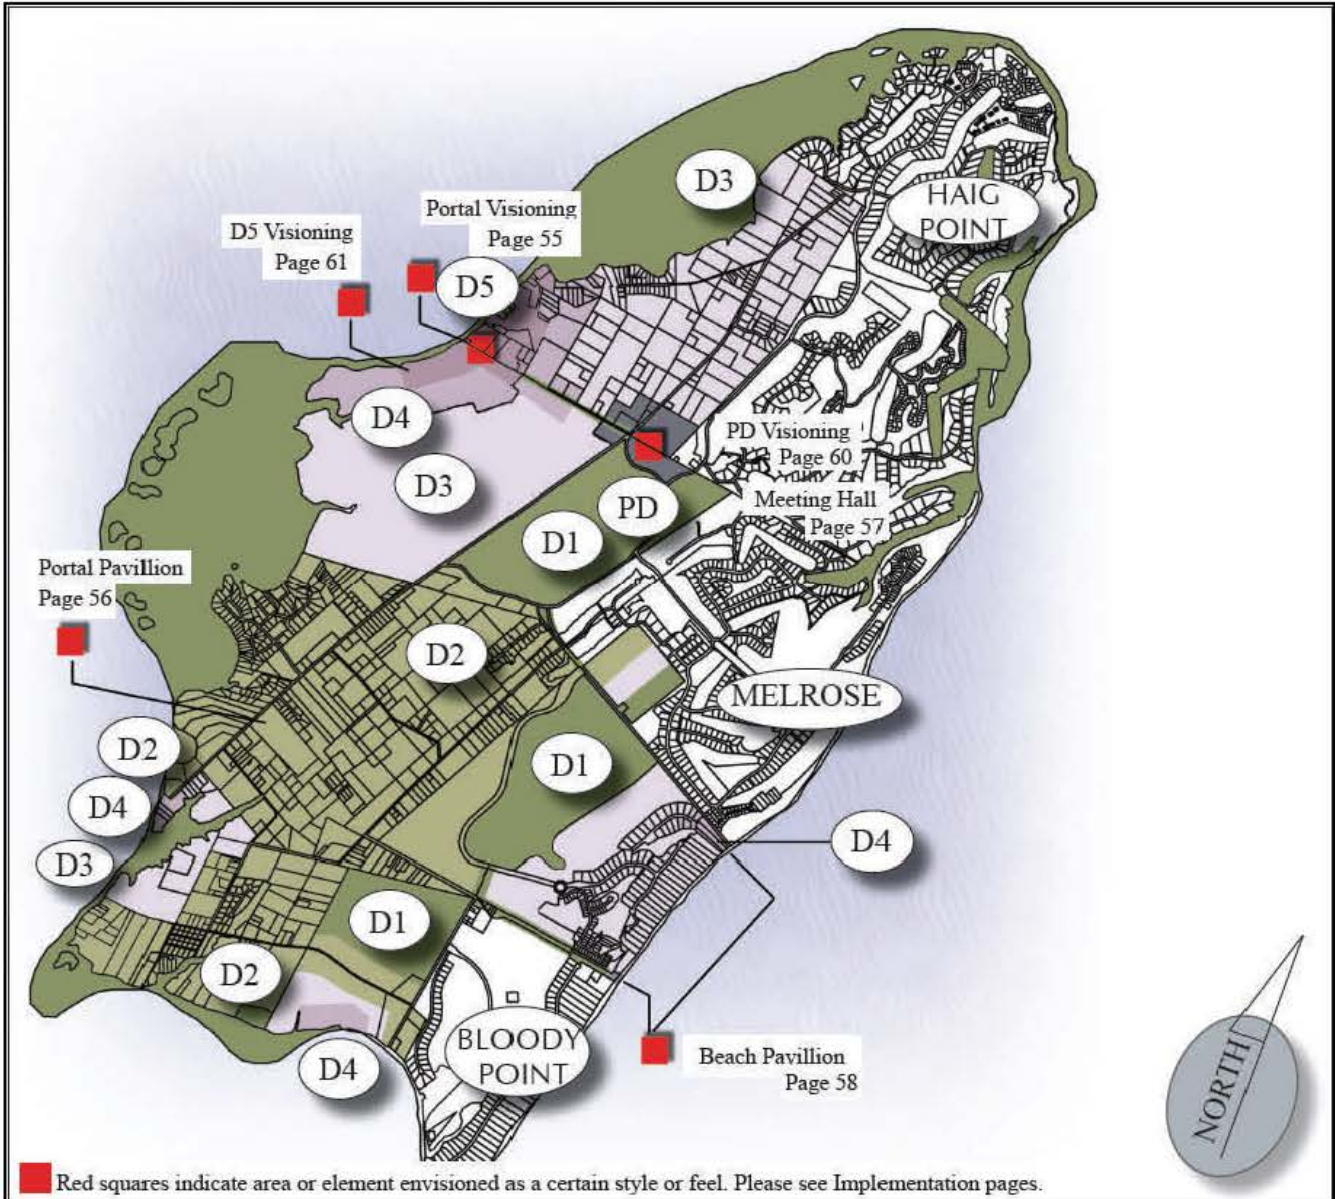 D3
HAIG
POINT
Portal Visioning
Page 55
D5 Visioning
Page 61
D5
D4
PD Visioning
Page 60
D3
Meeting Hall
Page 57
PD
D1
Portal Pavillion
Page 56
D2
MELROSE
D2
D1
D4
D4
D3
D1
D2
BLOODY
POINT
Beach Pavillion
Page 58
D4
NORTH
Red squares indicate area or element envisioned as a certain style or feel. Please see Implementation pages.